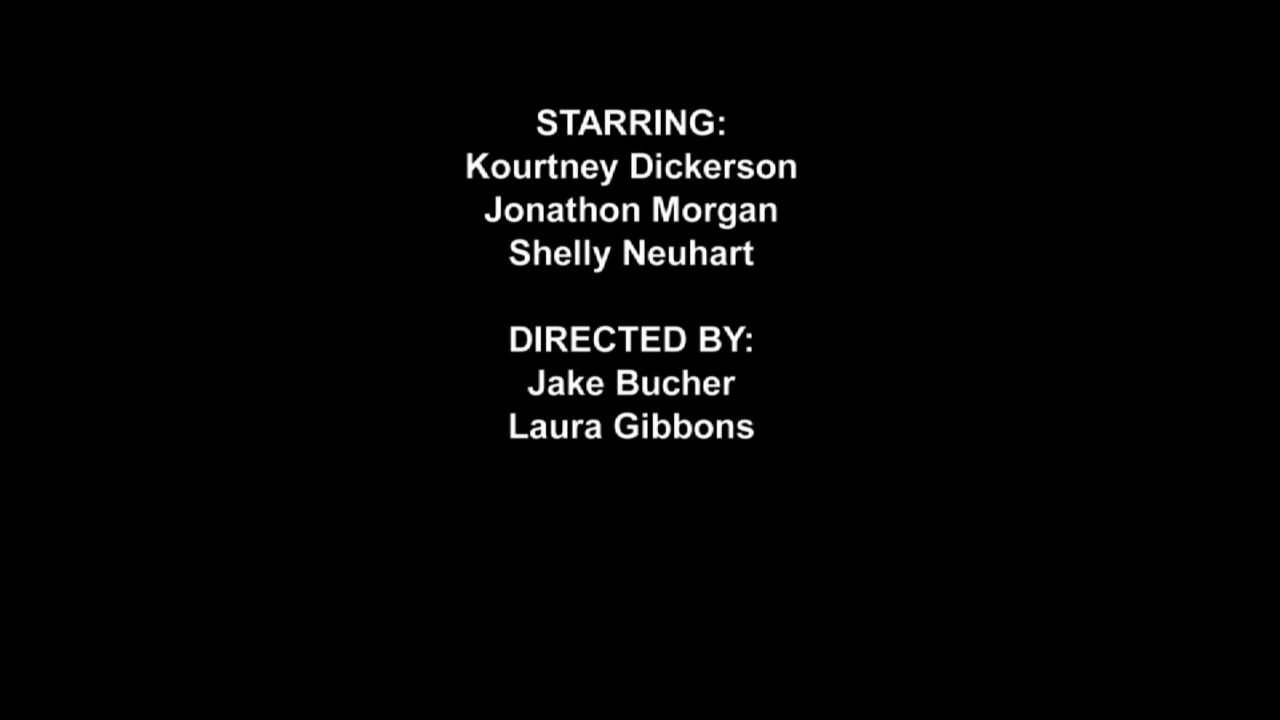 STARRING:
Kourtney Dickerson
Jonathon Morgan
Shelly Neuhart
DIRECTED BY:
Jake Bucher
Laura Gibbons